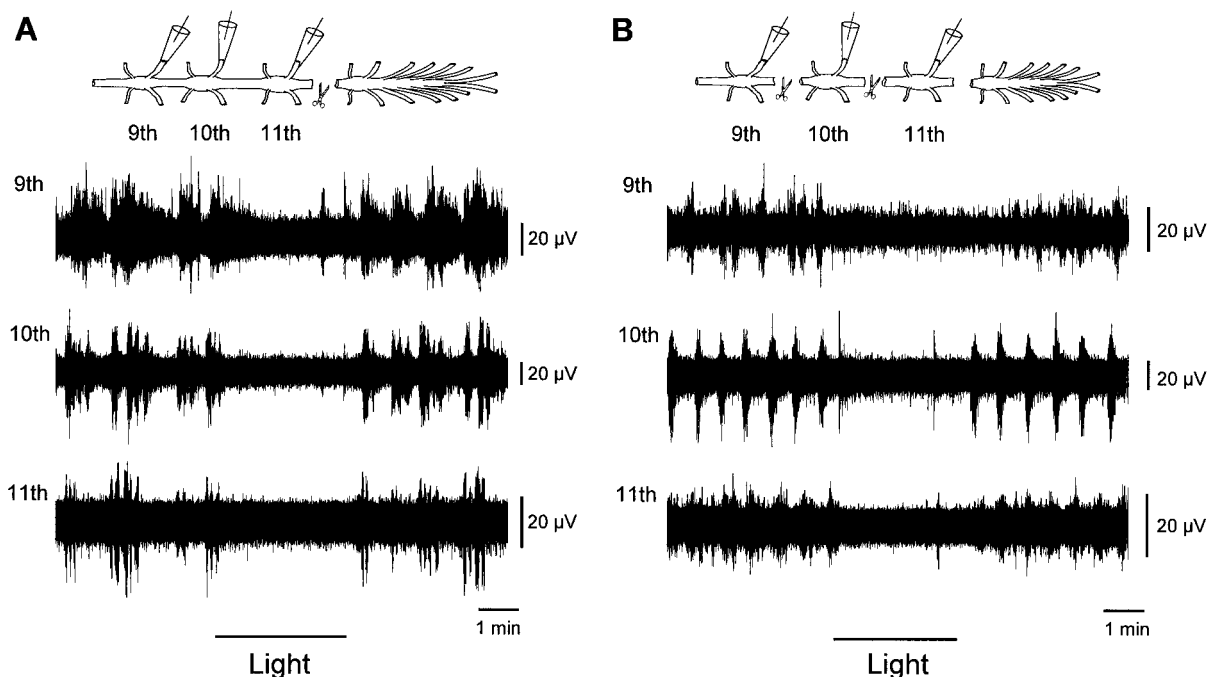 A
9th 10th 11th
9th
20 µV
10th
20 µV
11th
20 µV
1 min
Light
B
9th 10th 11th
9th
20 µV
10th
20 µV
11th
20 µV
1 min
Light